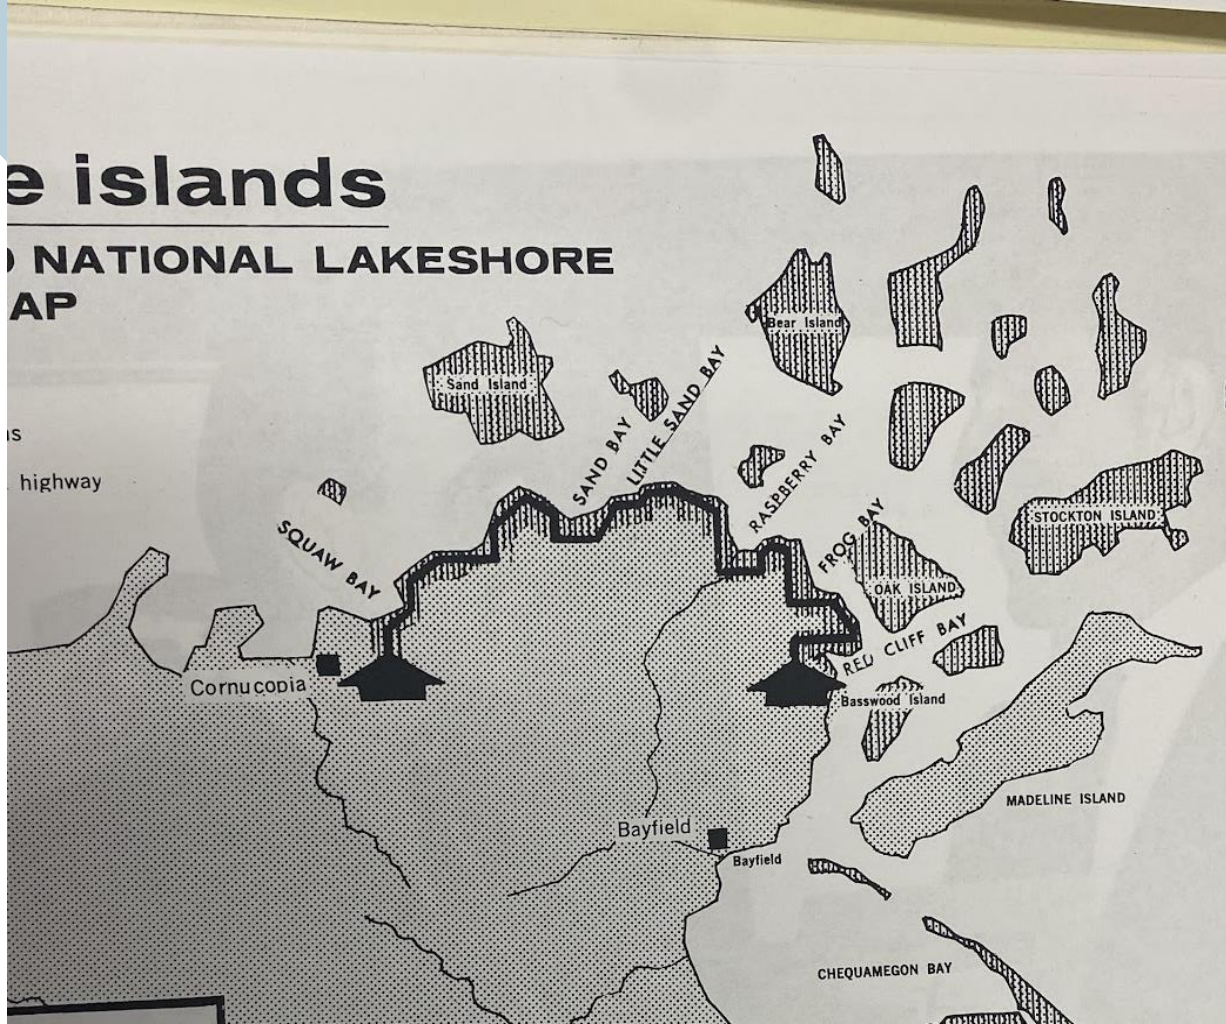 e islands
NATIONAL LAKESHORE
AP
Bear Island
Sand Island
LITTLE SAND BAY
SAND BAY
RASPBERRY BAY
highway
FROG BAY
STOCKTON ISLAND
SQUAW BAY
OAK ISLAND
RED CLIFF BAY
Cornucopia
Basswood Island
MADELINE ISLAND
Bayfield
Bayfield
CHEQUAMEGON BAY